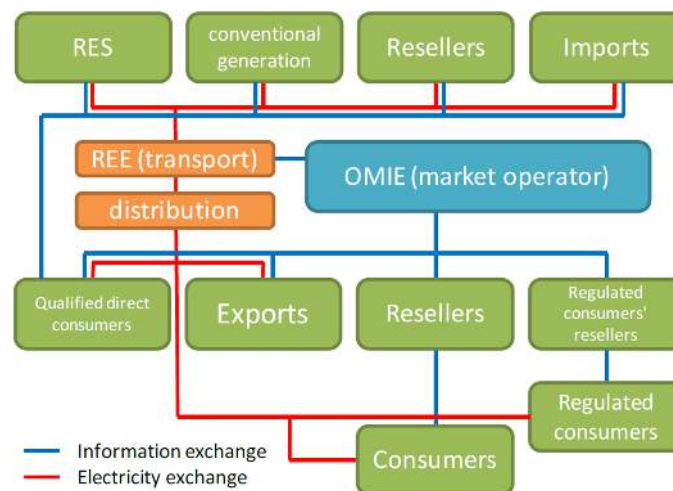 RES
conventional
generation
Resellers
Imports
REE (transport)
OMIE (market operator)
distribution
Qualified direct
consumers
Exports
Resellers
Regulated
consumers'
resellers
Regulated
consumers
Consumers
Information exchange
Electricity exchange